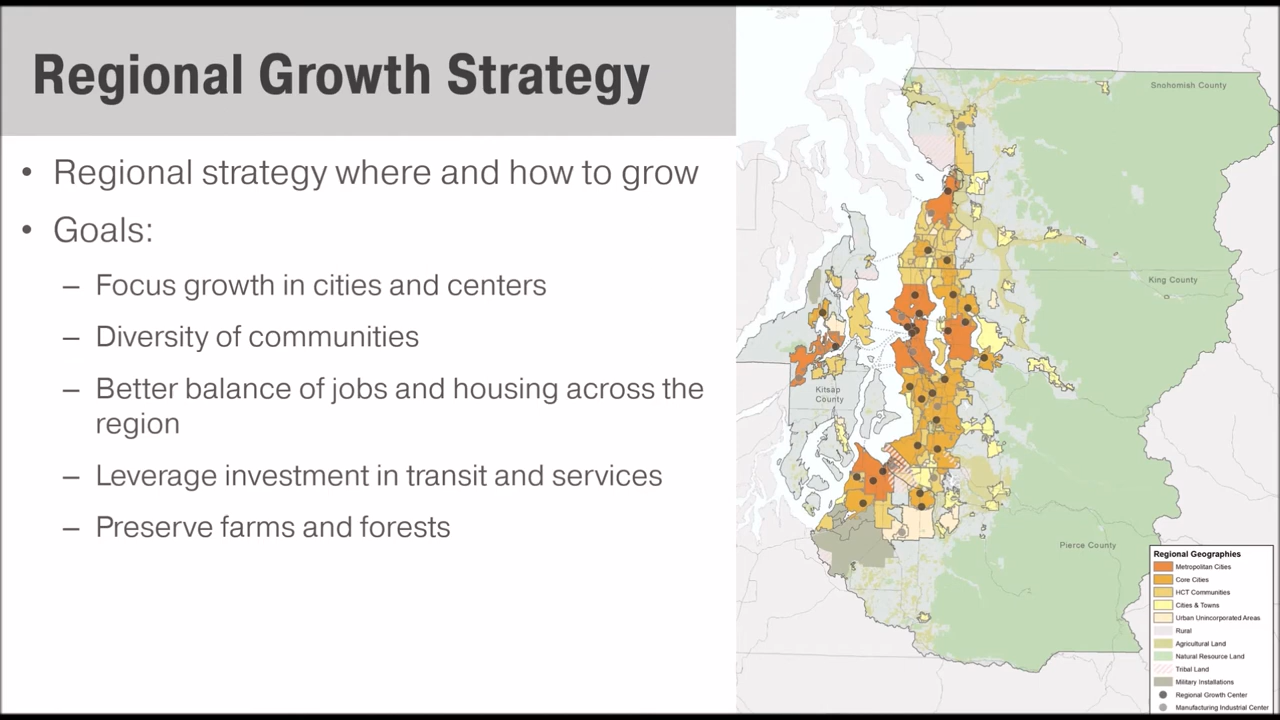 Regional Growth Strategy
• Regional strategy where and how to grow
• Goals:
– Focus growth in cities and centers
– Diversity of communities
– Better balance of jobs and housing across the
region
– Leverage investment in transit and services
– Preserve farms and forests
Snohomish County
King County
Kitsap
County
Pierce County
Regional Geographies
Metropolitan Cities
Core Cities
HCT Communities
Cities & Towns
Urban Unincorporated Areas
Rural
Agricultural Land
Natural Resource Land
Tribal Land
Military Installations
Regional Growth Center
Manufacturing Industrial Center